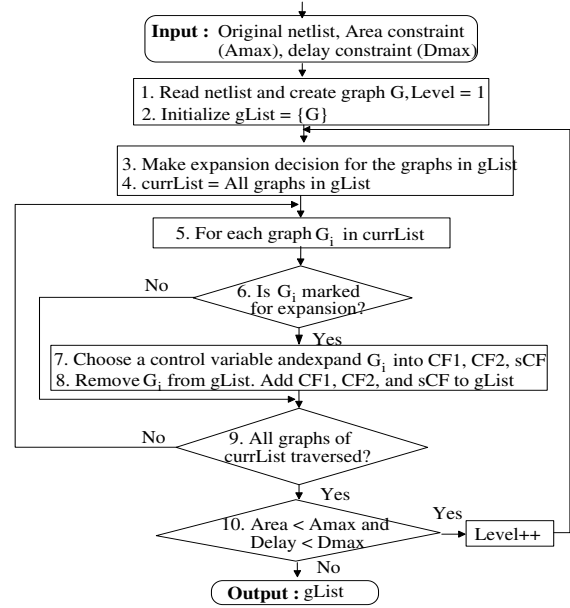 Input : Original netlist, Area constraint
(Amax), delay constraint (Dmax)
1. Read netlist and create graph G, Level = 1
2. Initialize gList = {G}
3. Make expansion decision for the graphs in gList
4. currList = All graphs in gList
5. For each graph Gi in currList
No
6. Is Gi marked
for expansion?
Yes
7. Choose a control variable andexpand Gi into CF1, CF2, sCF
8. Remove Gi from gList. Add CF1, CF2, and sCF to gList
No
9. All graphs of
currList traversed?
Yes
10. Area < Amax and
Delay < Dmax
Yes
Level++
No
Output : gList